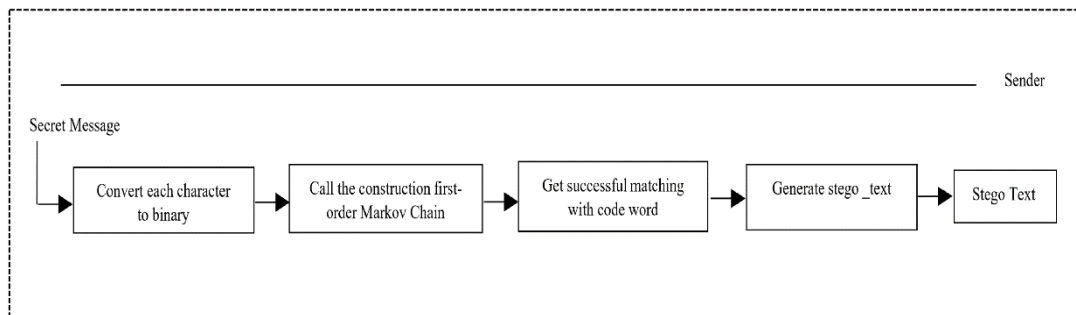 Sender
Secret Message
Convert each character
to binary
Call the construction first-
order Markov Chain
Get successful matching
with code word
Generate stego _text
Stego Text